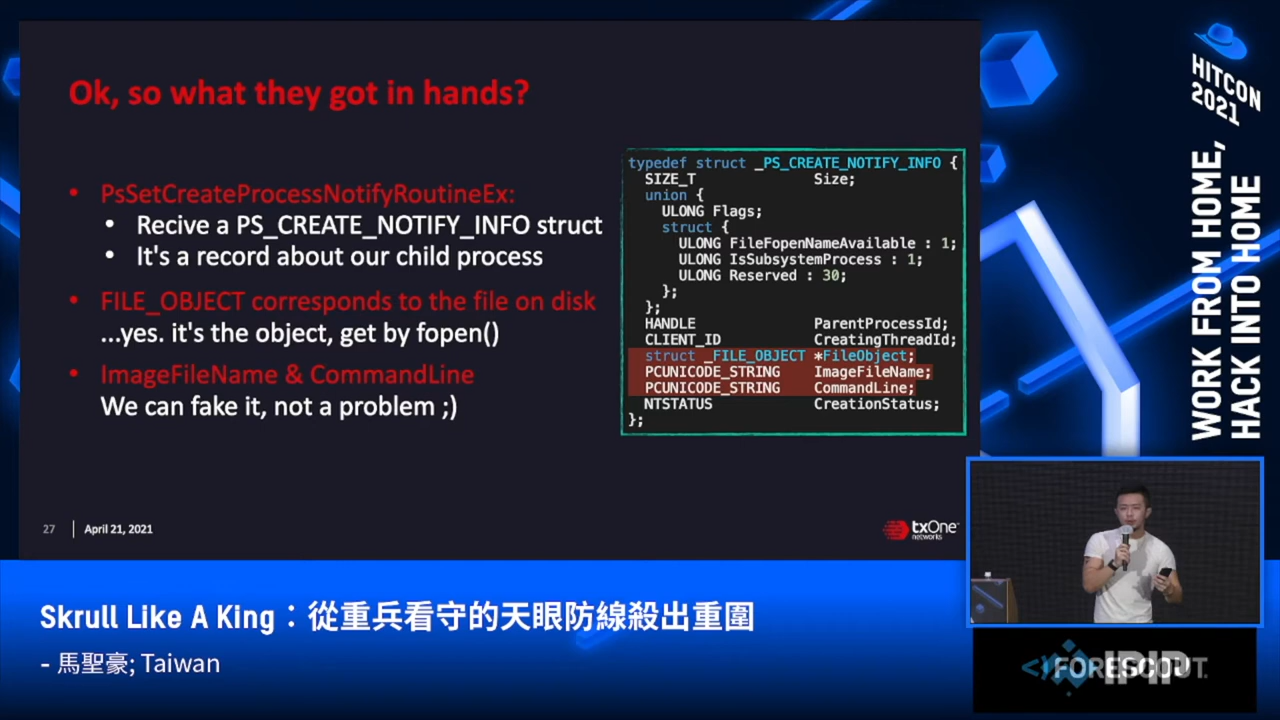 Ok, so what they got in hands?
• PsSetCreateProcessNotifyRoutineEx:
• Recive a PS_CREATE_NOTIFY_INFO struct
• It's a record about our child process
• FILE_OBJECT corresponds to the file on disk
...yes. it's the object, get by fopen()
• ImageFileName & CommandLine
We can fake it, not a problem ;)
typedef struct _PS_CREATE_NOTIFY_INFO {
SIZE_T Size;
union {
ULONG Flags;
struct {
ULONG FileFopenNameAvailable : 1;
ULONG IsSubsystemProcess : 1;
ULONG Reserved : 30;
};
};
HANDLE ParentProcessId;
CLIENT_ID CreatingThreadId;
struct _FILE_OBJECT *FileObject;
PCUNICODE_STRING ImageFileName;
PCUNICODE_STRING CommandLine;
NTSTATUS CreationStatus;
};
27 | April 21, 2021
txOne
networks
HITCON
2021
WORK FROM HOME,
HACK INTO HOME
Skrull Like A King：從重兵看守的天眼防線殺出重圍
- 馬聖豪; Taiwan
FORESCOUT